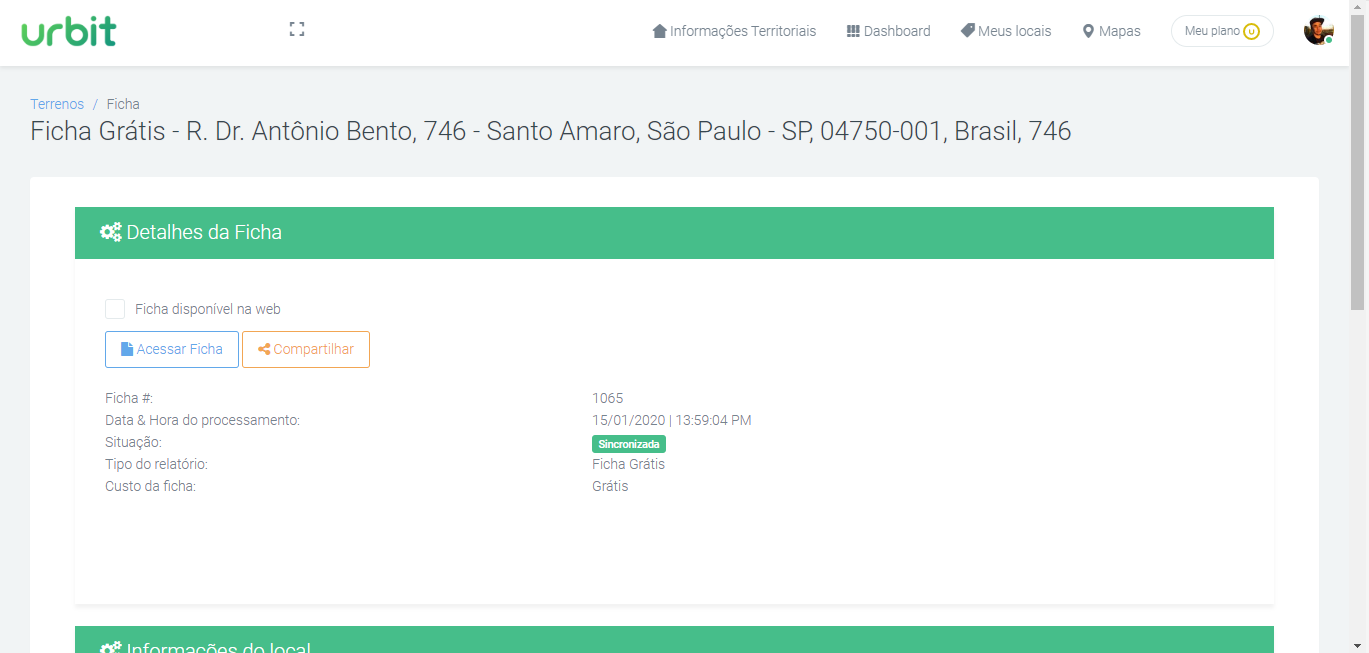 urbit
Informações Territoriais
Dashboard
Meus locais
Mapas
Meu plano
Terrenos / Ficha
Ficha Grátis - R. Dr. Antônio Bento, 746 - Santo Amaro, São Paulo - SP, 04750-001, Brasil, 746
Detalhes da Ficha
Ficha disponível na web
Acessar Ficha
Compartilhar
Ficha #: 1065
Data & Hora do processamento: 15/01/2020 | 13:59:04 PM
Situação: Sincronizada
Tipo do relatório: Ficha Grátis
Custo da ficha: Grátis
Informações do local